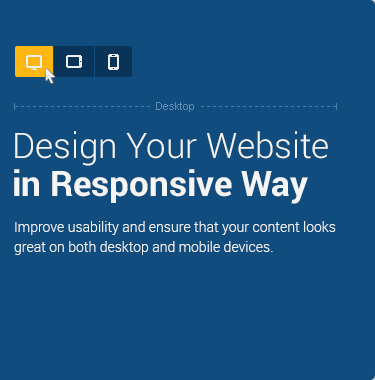 Desktop
Design Your Website
in Responsive Way
Improve usability and ensure that your content looks
great on both desktop and mobile devices.